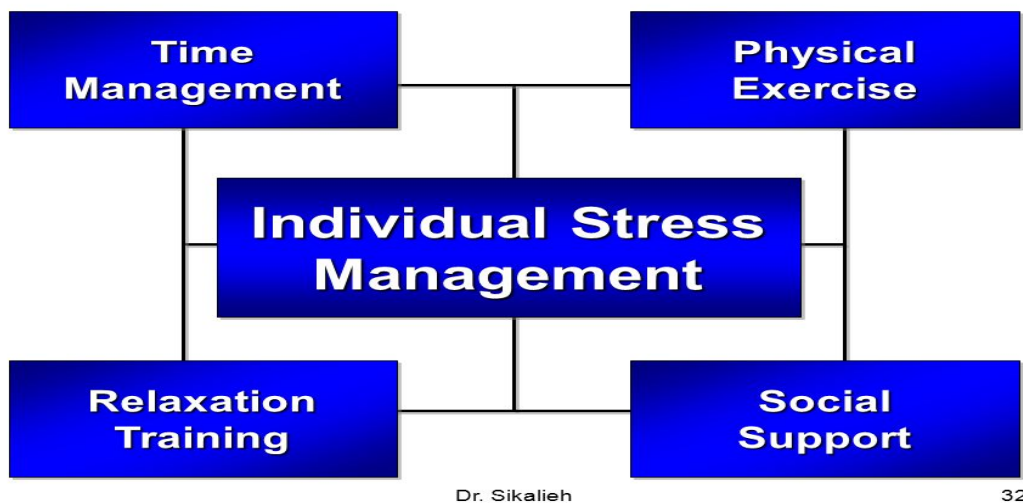 Time
Management
Physical
Exercise
Individual Stress
Management
Relaxation
Training
Social
Support
Dr. Sikalieh
32